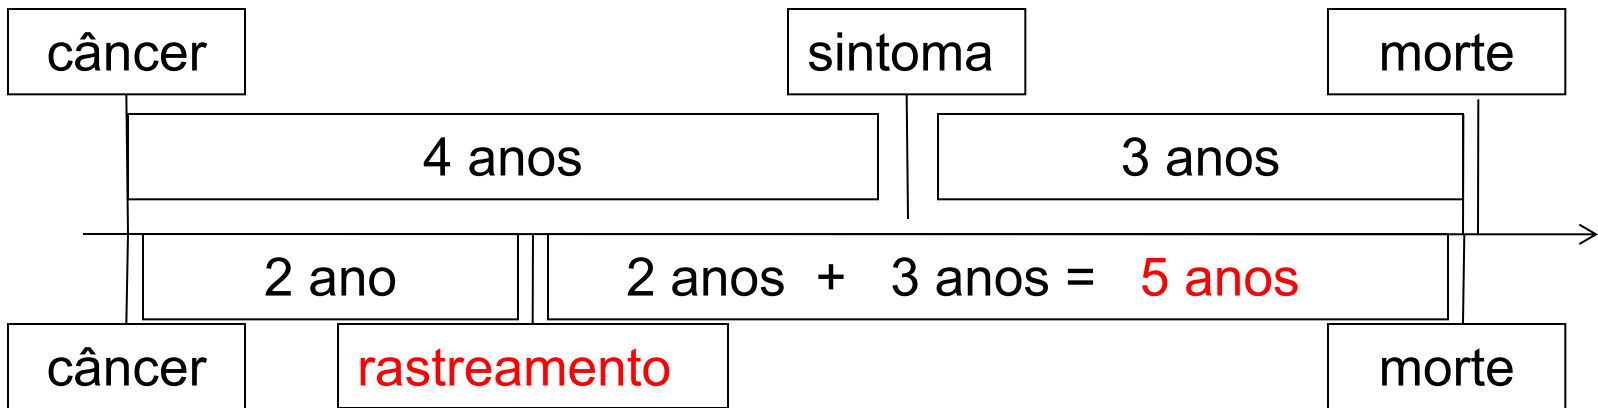 câncer sintoma morte
4 anos 3 anos
2 ano 2 anos + 3 anos = 5 anos
câncer rastreamento morte